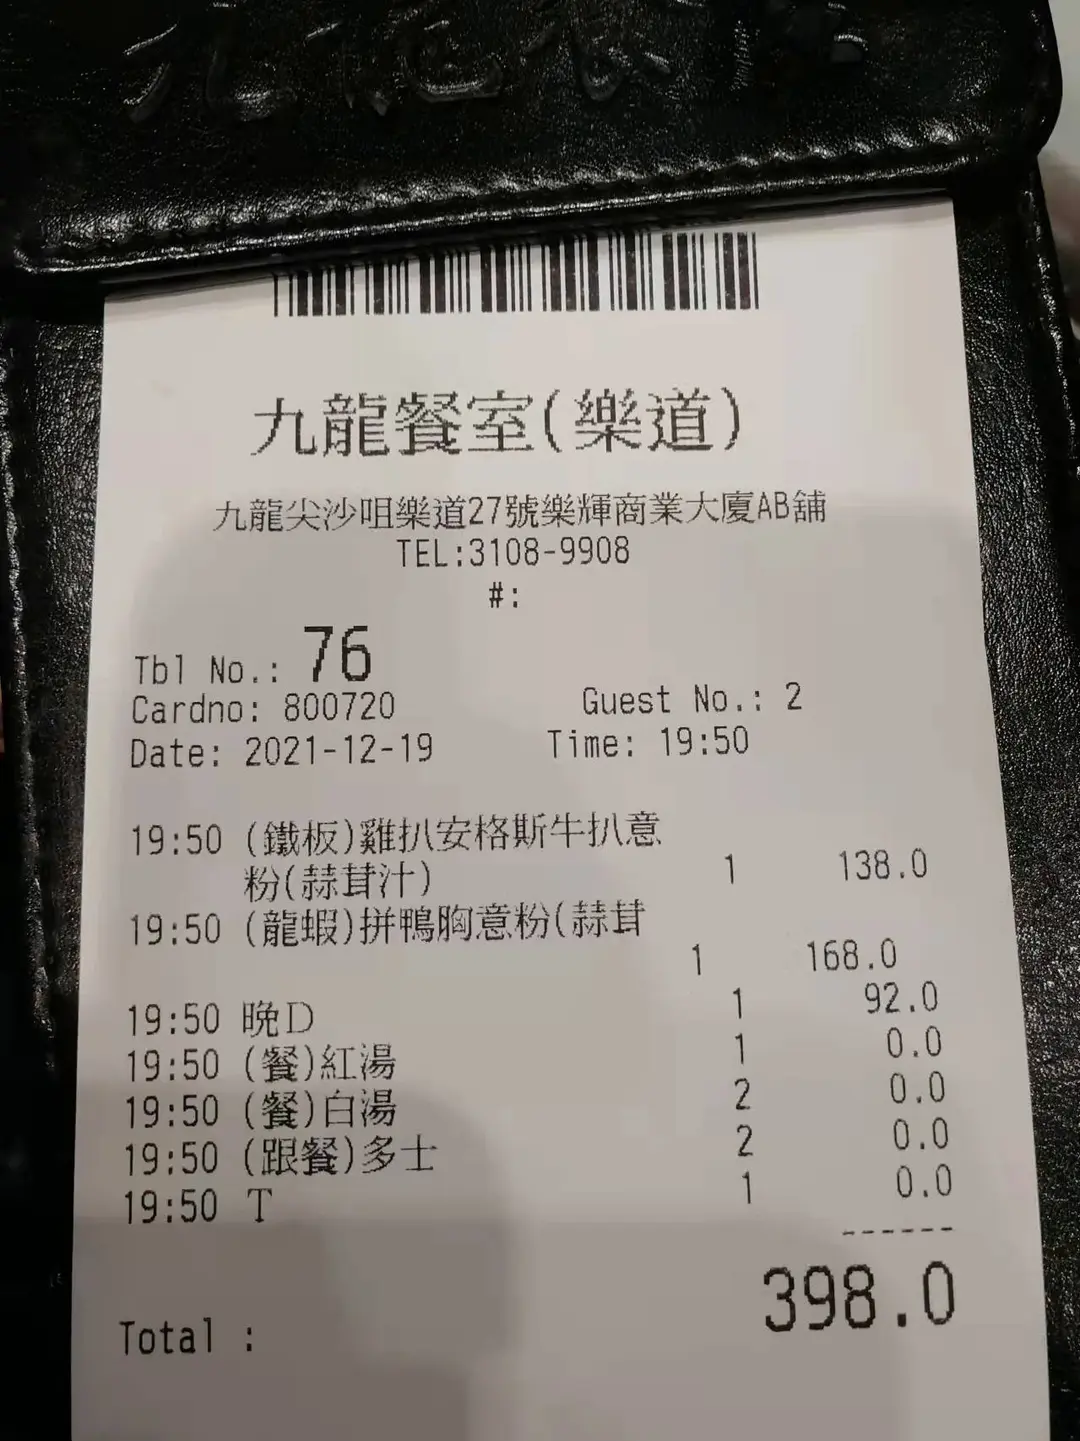 九龍餐室(樂道)
九龍尖沙咀樂道27號樂輝商業大廈AB舖
TEL:3108-9908
#:
Tbl No.: 76
Cardno: 800720 Guest No.: 2
Date: 2021-12-19 Time: 19:50
19:50 (鐵板)雞扒安格斯牛扒意
粉(蒜茸汁) 1 138.0
19:50 (龍蝦)拼鴨胸意粉(蒜茸
1 168.0
19:50 晚D 1 92.0
19:50 (餐)紅湯 1 0.0
19:50 (餐)白湯 2 0.0
19:50 (跟餐)多士 2 0.0
19:50 T 1 0.0
------
398.0
Total :